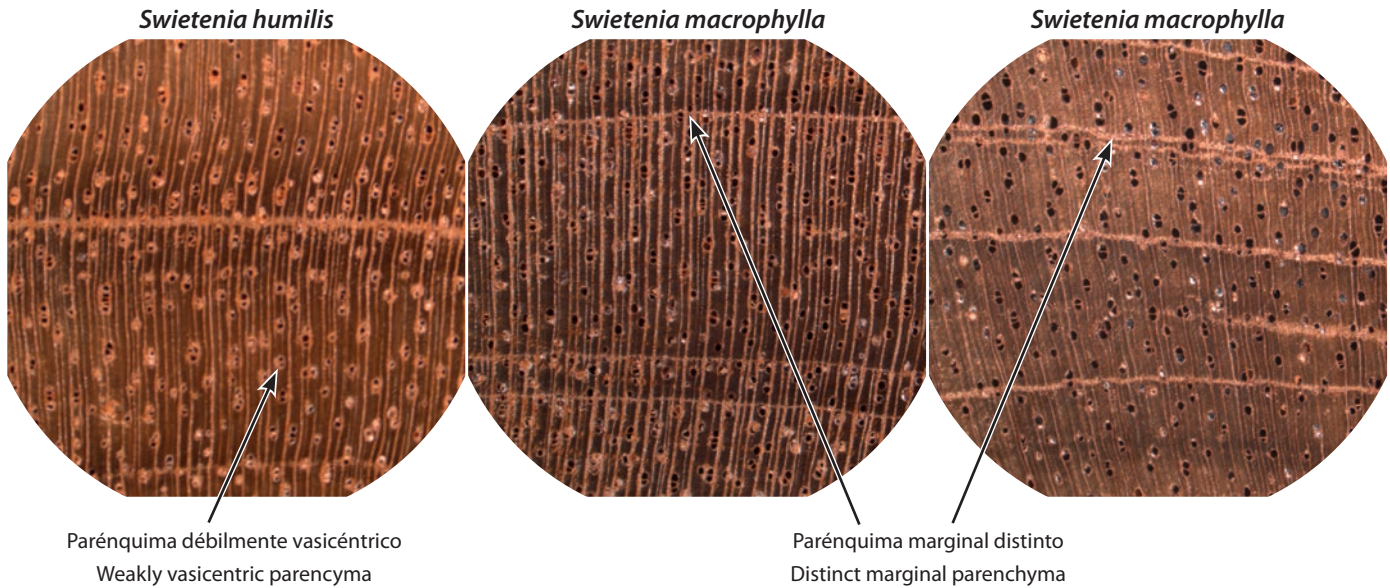 Swietenia humilis
Swietenia macrophylla
Swietenia macrophylla
Parénquima débilmente vasicéntrico
Weakly vasicentric parencyma
Parénquima marginal distinto
Distinct marginal parenchyma